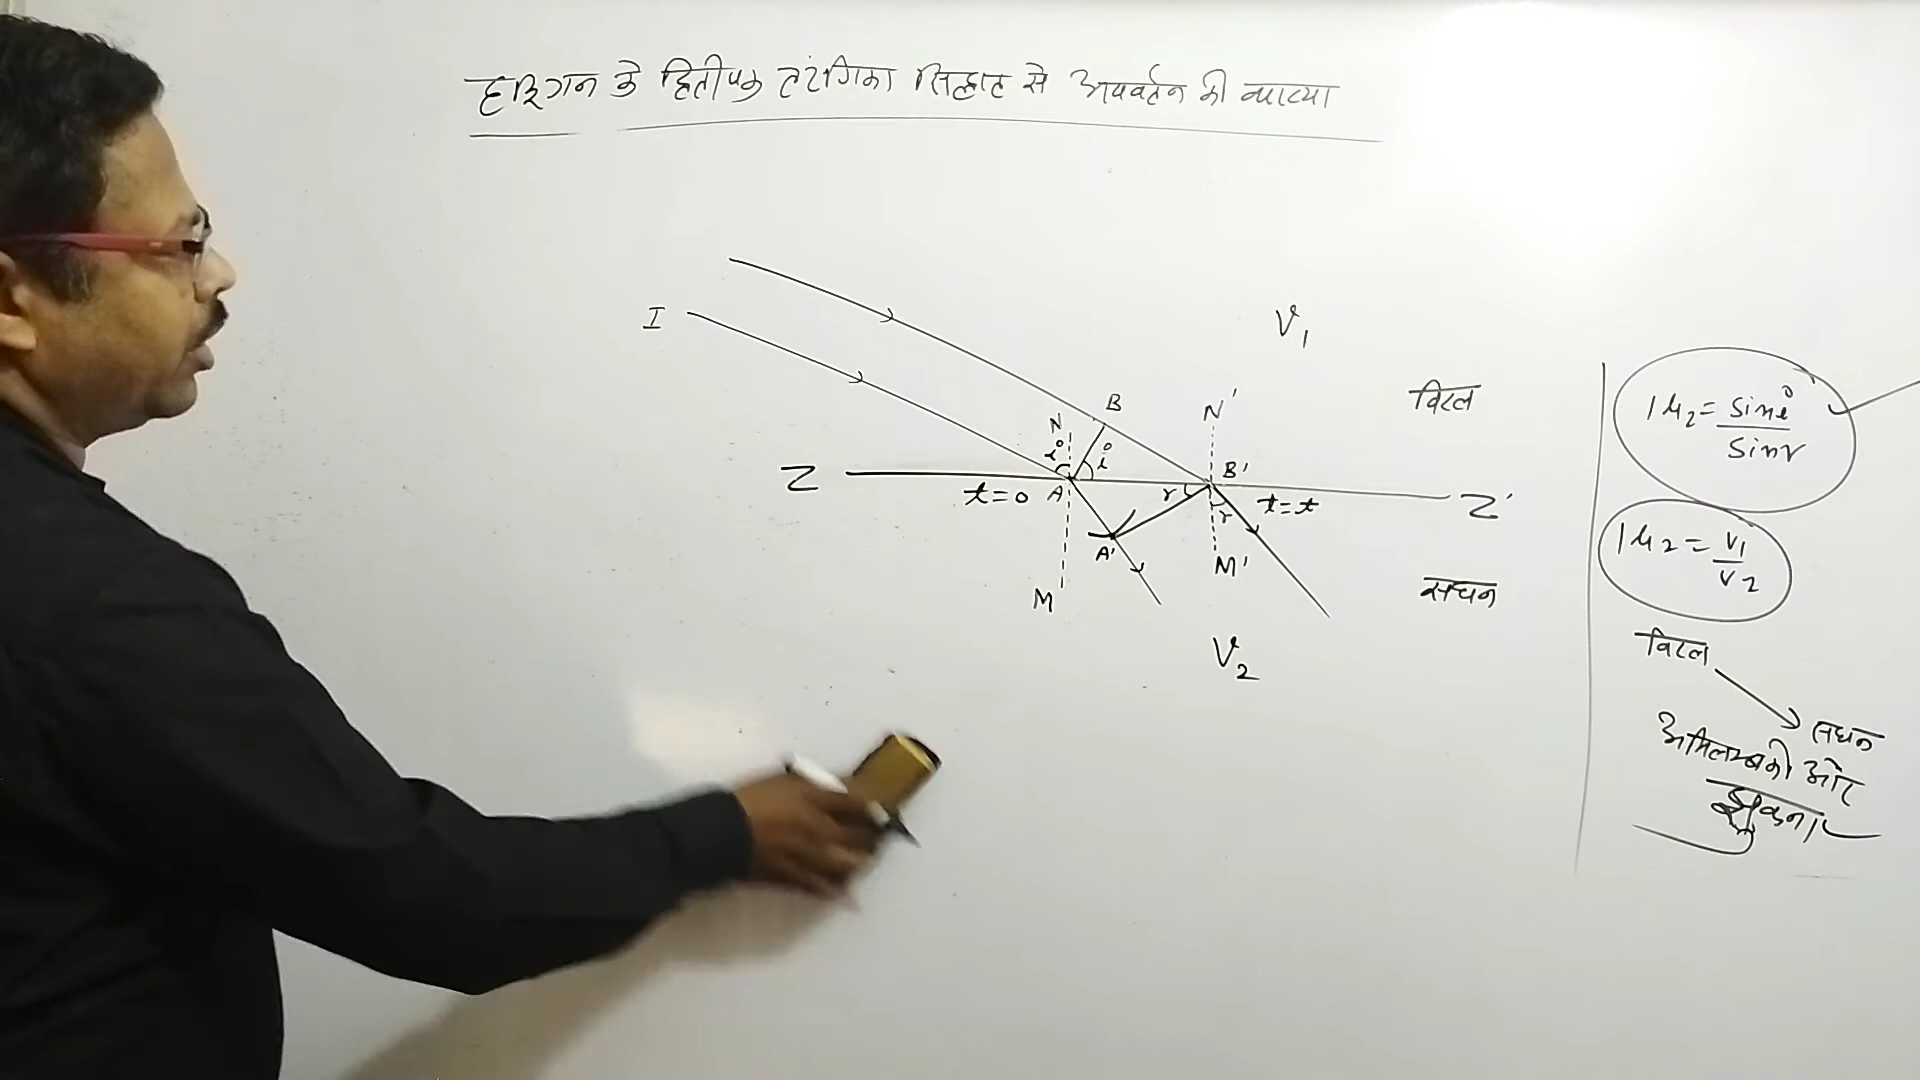 हाइगन के द्वितीयक तरंगिका सिद्धांत से अपवर्तन की व्याख्या
I
V₁
विरल
B
N
N'
i
i
Z
t=0
A
r
B'
t=t
Z'
r
A'
M'
M
सघन
V₂
₁μ₂ = sin i / sin r
₁μ₂ = v₁ / v₂
विरल
सघन
अभिलम्ब की ओर
झुकना